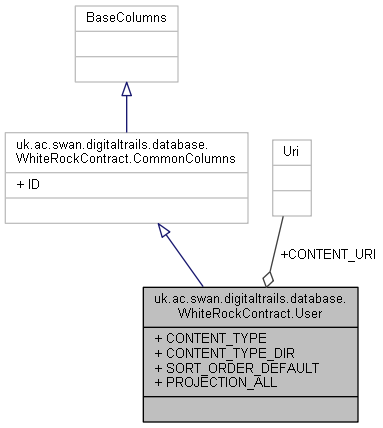 BaseColumns
uk.ac.swan.digitaltrails.database.
WhiteRockContract.CommonColumns
+ ID
Uri
+CONTENT_URI
uk.ac.swan.digitaltrails.database.
WhiteRockContract.User
+ CONTENT_TYPE
+ CONTENT_TYPE_DIR
+ SORT_ORDER_DEFAULT
+ PROJECTION_ALL